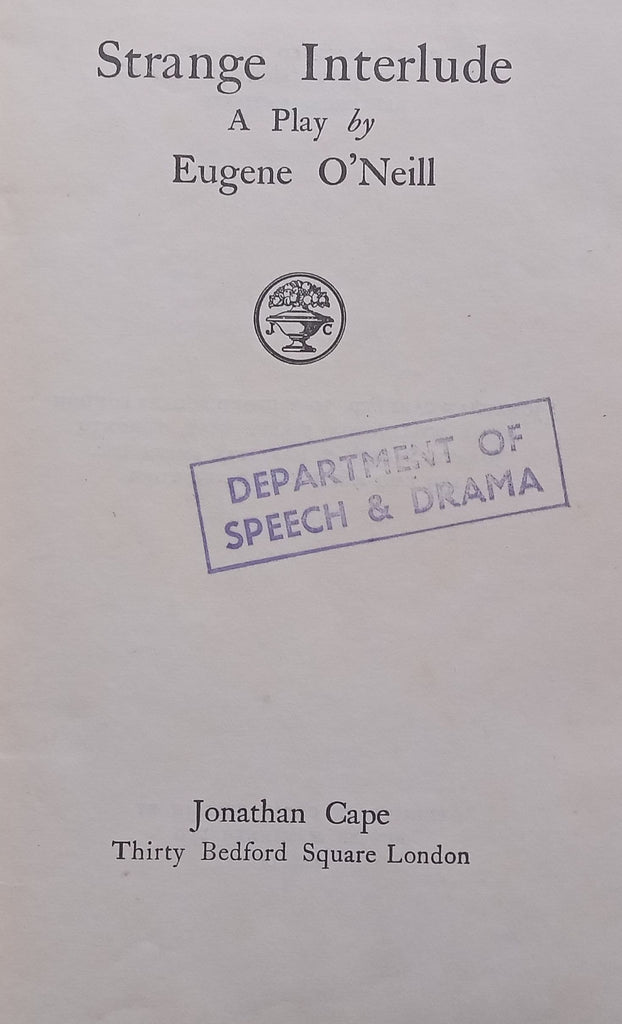 Strange Interlude
A Play by
Eugene O'Neill
J C
DEPARTMENT OF
SPEECH & DRAMA
Jonathan Cape
Thirty Bedford Square London